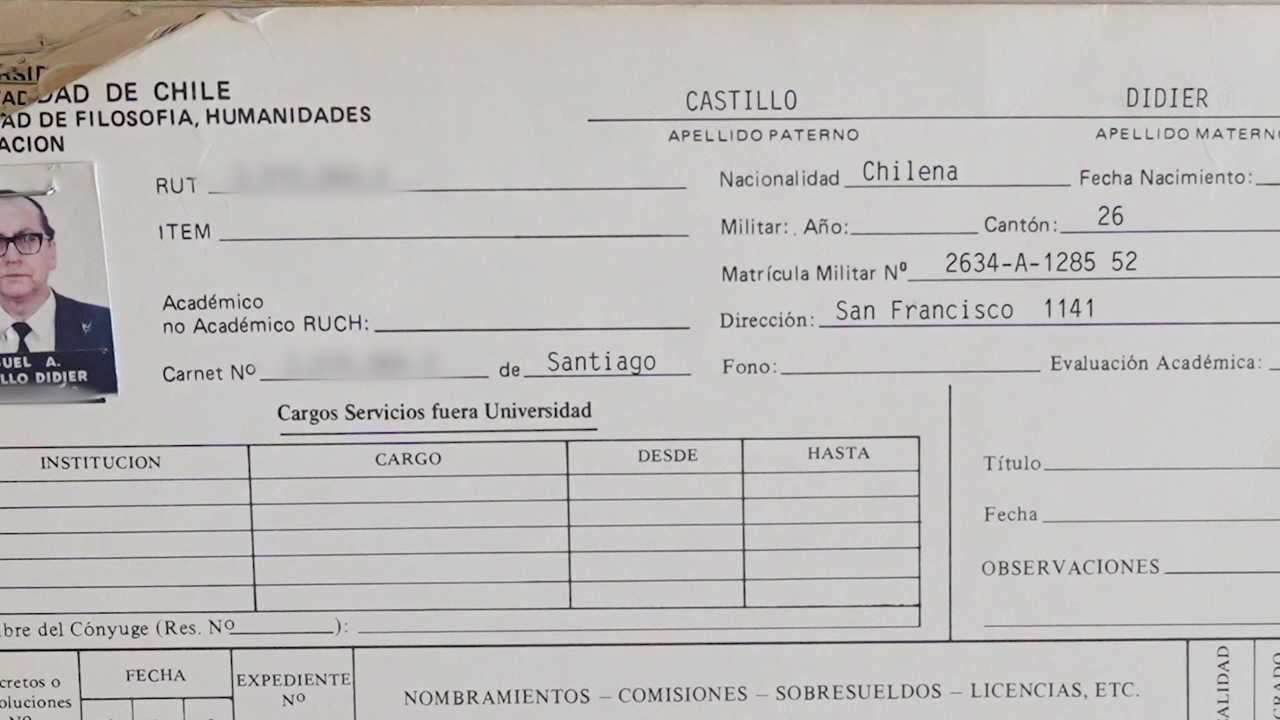 DAD DE CHILE
AD DE FILOSOFIA, HUMANIDADES
ACION
CASTILLO DIDIER
APELLIDO PATERNO APELLIDO MATERNO
RUT
Nacionalidad Chilena Fecha Nacimiento:
ITEM
Militar: Año: Cantón: 26
Matrícula Militar Nº 2634-A-1285 52
Académico
no Académico RUCH:
Dirección: San Francisco 1141
Carnet Nº de Santiago
Fono: Evaluación Académica:
UEL A.
LLO DIDIER
Cargos Servicios fuera Universidad
INSTITUCION CARGO DESDE HASTA
Título
Fecha
OBSERVACIONES
bre del Cónyuge (Res. Nº ):
cretos o
oluciones
Nº
FECHA
EXPEDIENTE
Nº
NOMBRAMIENTOS – COMISIONES – SOBRESUELDOS – LICENCIAS, ETC.
ALIDAD